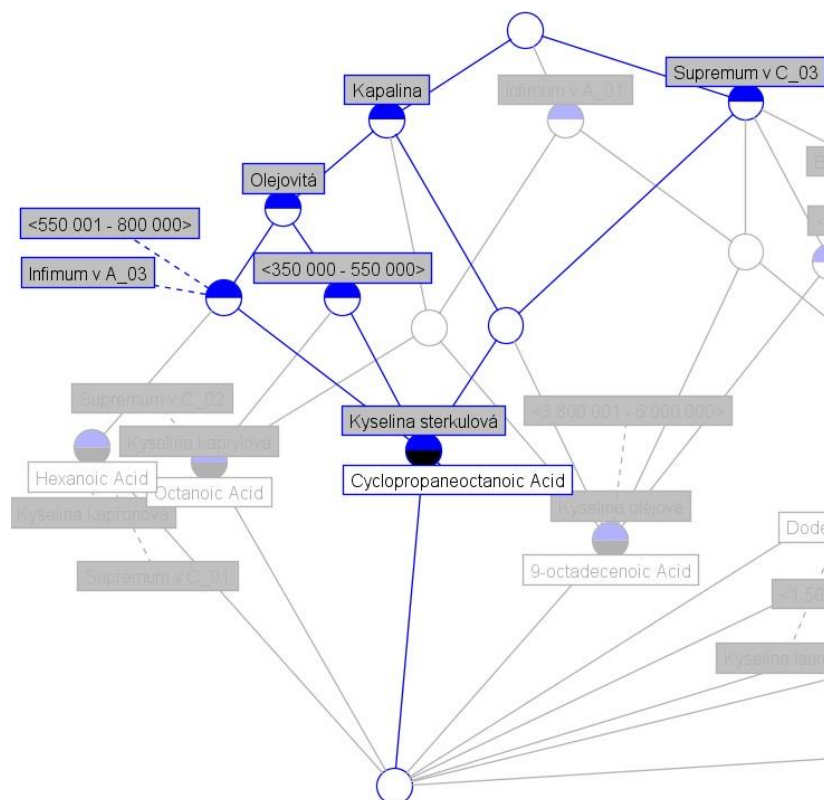 Supremum v C_03
Kapalina
Infimum v A_01
Olejovitá
<550 001 - 800 000>
Infimum v A_03
<350 000 - 550 000>
Supremum v C_02
Kyselina sterkulová
<3 800 001 - 6 000 000>
Kyselina kaprylová
Hexanoic Acid
Octanoic Acid
Cyclopropaneoctanoic Acid
Kyselina kapronová
Kyselina olejová
9-octadecenoic Acid
Supremum v C_01